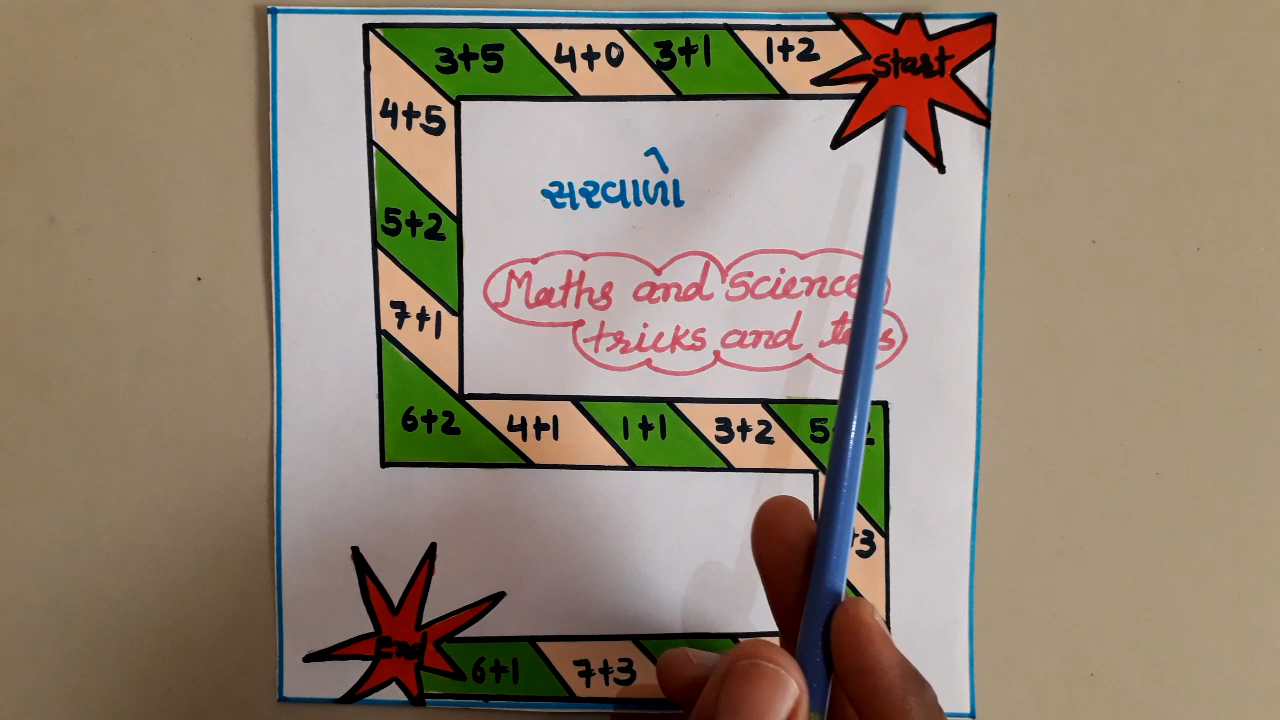 3+5 4+0 3+1 1+2 start
4+5
સરવાળો
5+2
Maths and Science
7+1
tricks and
6+2 4+1 1+1 3+2
end
6+1 7+3